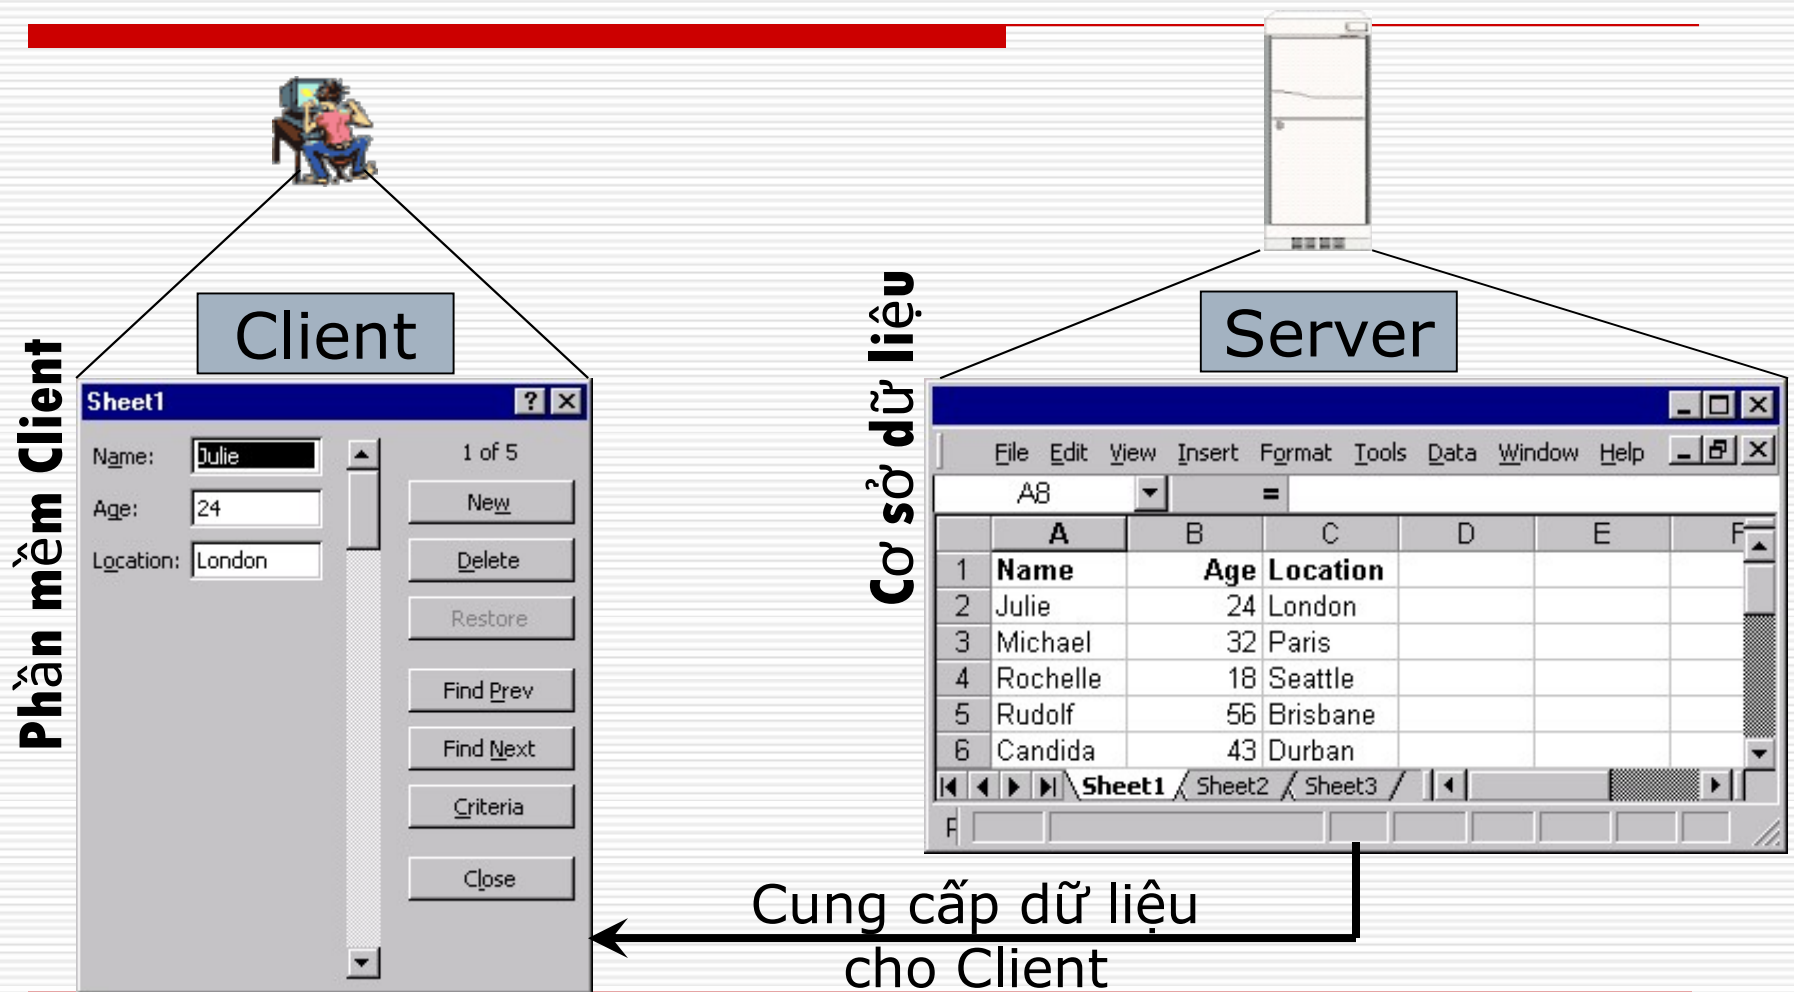 Client
Server
Phần mềm Client
Sheet1
Name: Julie
1 of 5
Age: 24
Location: London
New
Delete
Restore
Find Prev
Find Next
Criteria
Close
Cơ sở dữ liệu
File Edit View Insert Format Tools Data Window Help
A8 =
A B C D E F
1 Name Age Location
2 Julie 24 London
3 Michael 32 Paris
4 Rochelle 18 Seattle
5 Rudolf 56 Brisbane
6 Candida 43 Durban
Sheet1 Sheet2 Sheet3
Cung cấp dữ liệu
cho Client